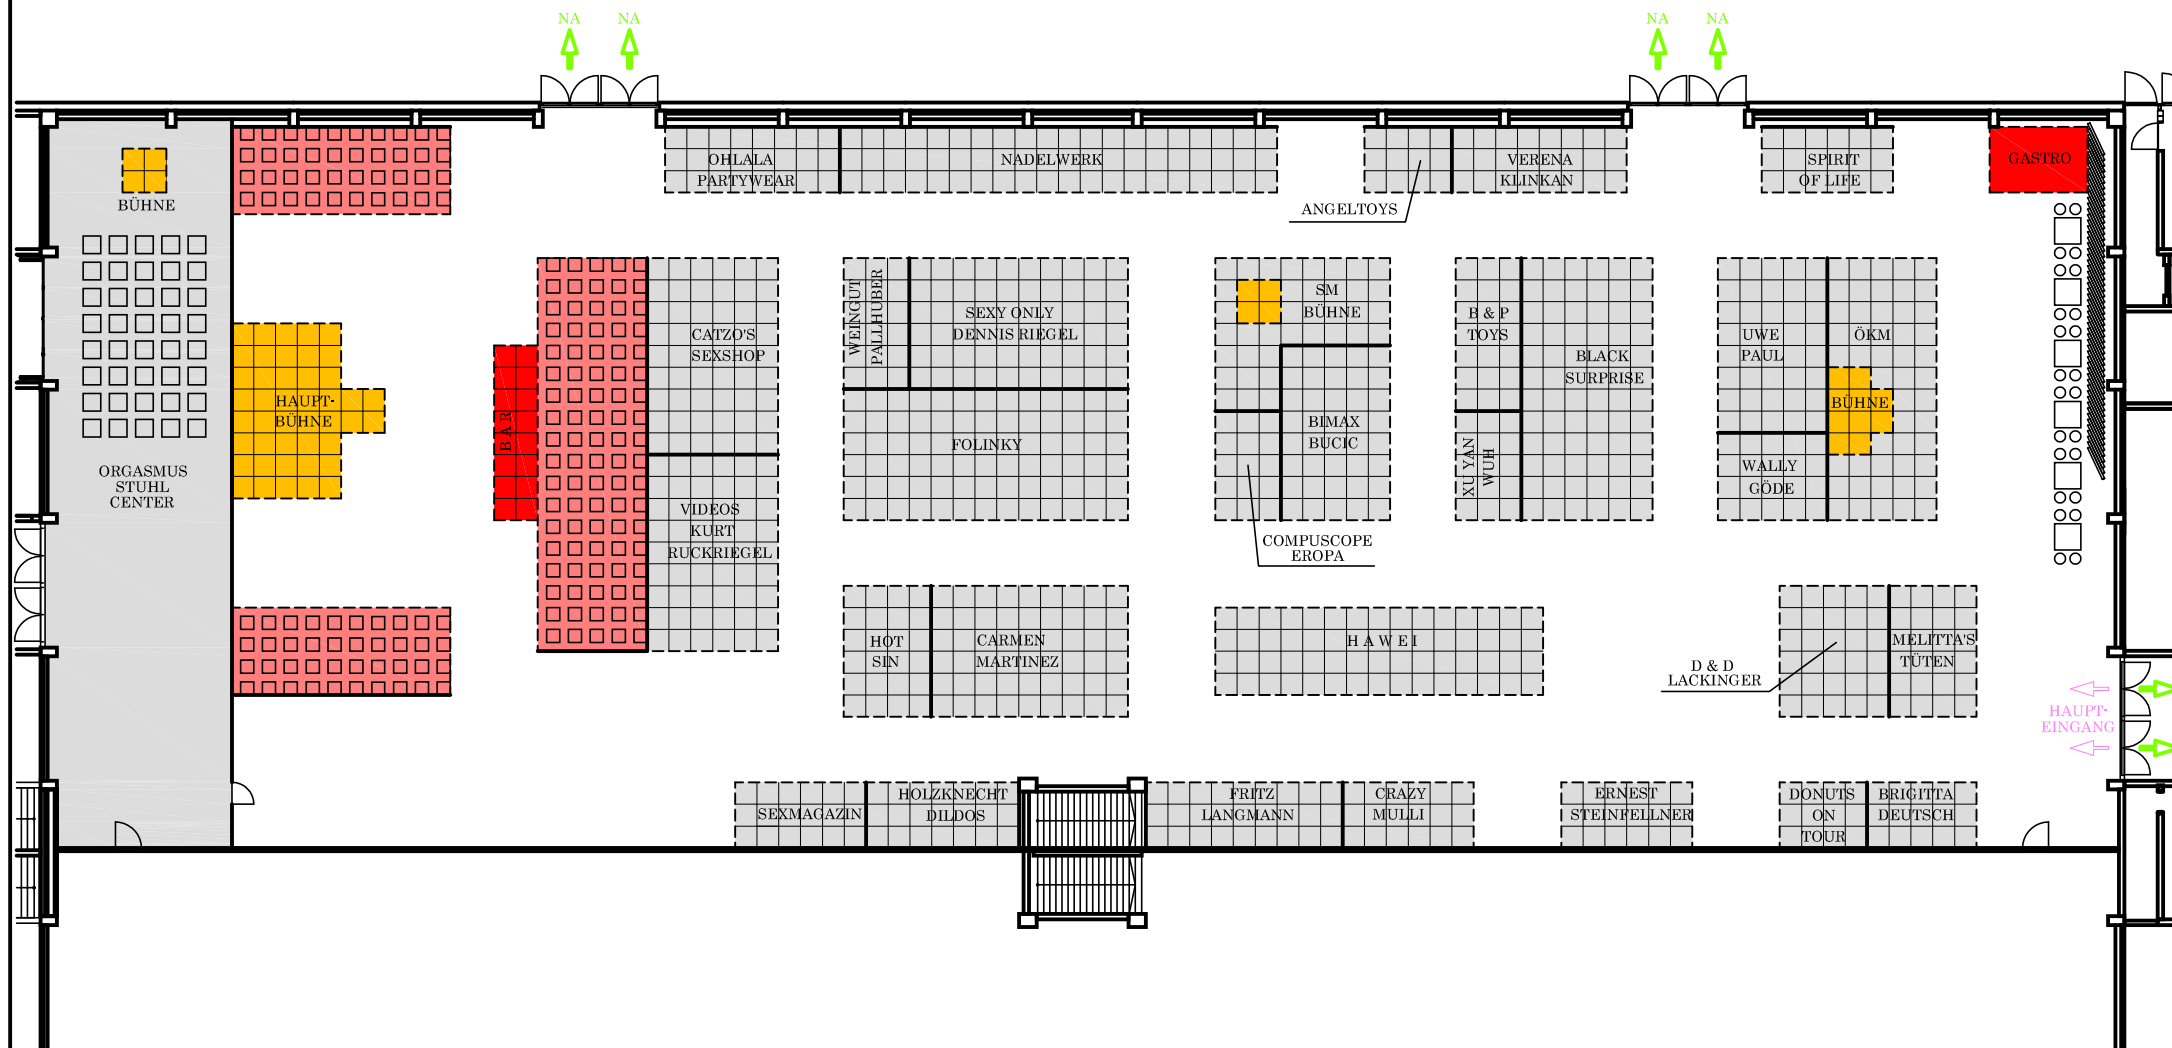 NA
NA
NA
NA
BÜHNE
OHLALA
PARTYWEAR
NADELWERK
VERENA
KLINKAN
SPIRIT
OF LIFE
GASTRO
ANGELTOYS
HAUPT-
BÜHNE
ORGASMUS
STUHL
CENTER
B A R
CATZO'S
SEXSHOP
VIDEOS
KURT
RUCKRIEGEL
WEINGUT
PALLHUBER
SEXY ONLY
DENNIS RIEGEL
FOLINKY
SM
BÜHNE
BIMAX
BUCIC
COMPUSCOPE
EROPA
B & P
TOYS
BLACK
SURPRISE
XU YAN
WUH
UWE
PAUL
ÖKM
BÜHNE
WALLY
GÖDE
HOT
SIN
CARMEN
MARTINEZ
H A W E I
D & D
LACKINGER
MELITTA'S
TÜTEN
HAUPT-
EINGANG
SEXMAGAZIN
HOLZKNECHT
DILDOS
FRITZ
LANGMANN
CRAZY
MULLI
ERNEST
STEINFELLNER
DONUTS
ON
TOUR
BRIGITTA
DEUTSCH